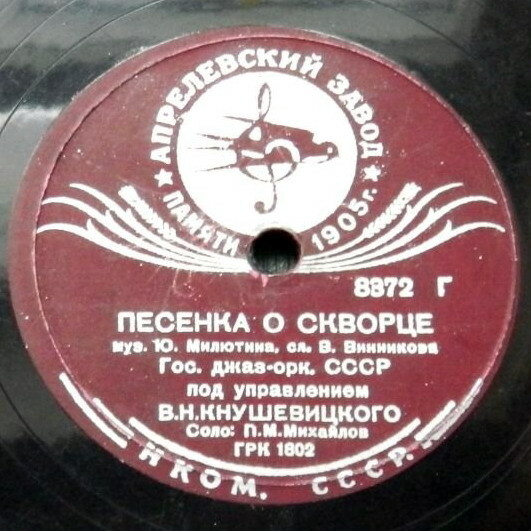 ★ АПРЕЛЕВСКИЙ ЗАВОД ★
ПАМЯТИ 1905г.
8372 Г
ПЕСЕНКА О СКВОРЦЕ
муз. Ю. Милютина, сл. В. Винникова
Гос. джаз-орк. СССР
под управлением
В.Н.КНУШЕВИЦКОГО
Соло: П.М.Михайлов
ГРК 1802
НКОМ. СССР.